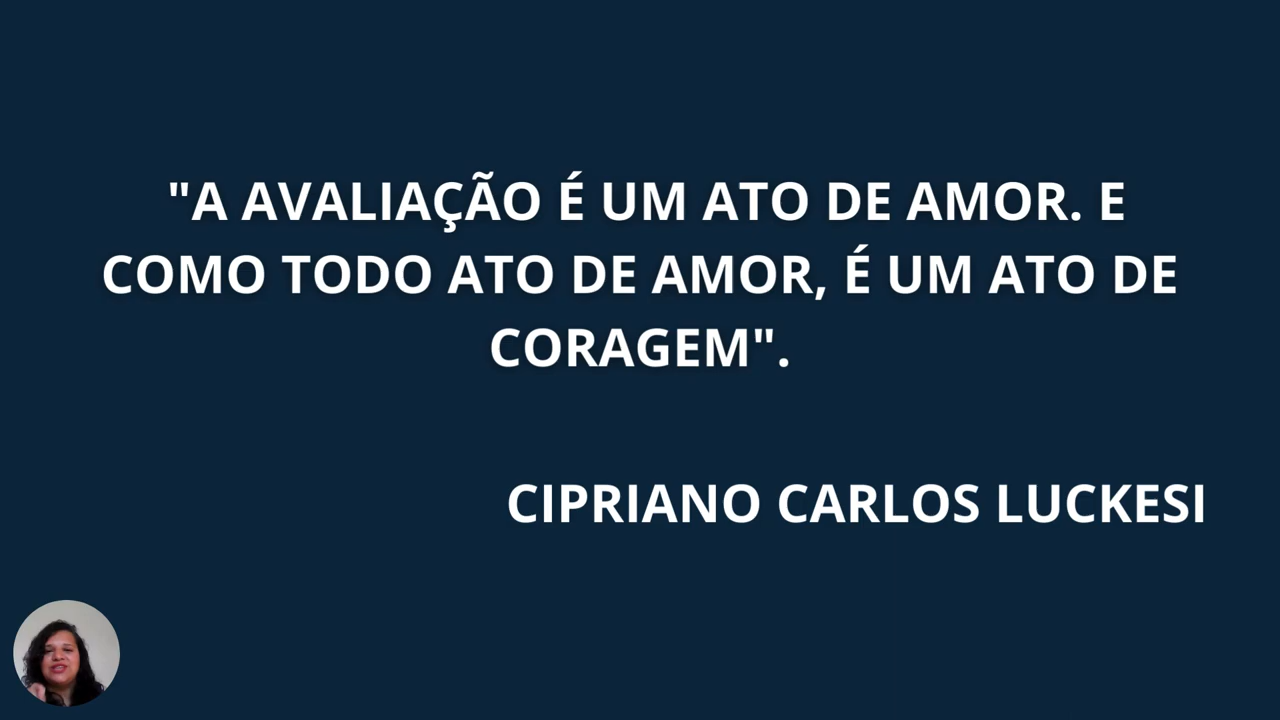 "A AVALIAÇÃO É UM ATO DE AMOR. E
COMO TODO ATO DE AMOR, É UM ATO DE
CORAGEM".
CIPRIANO CARLOS LUCKESI